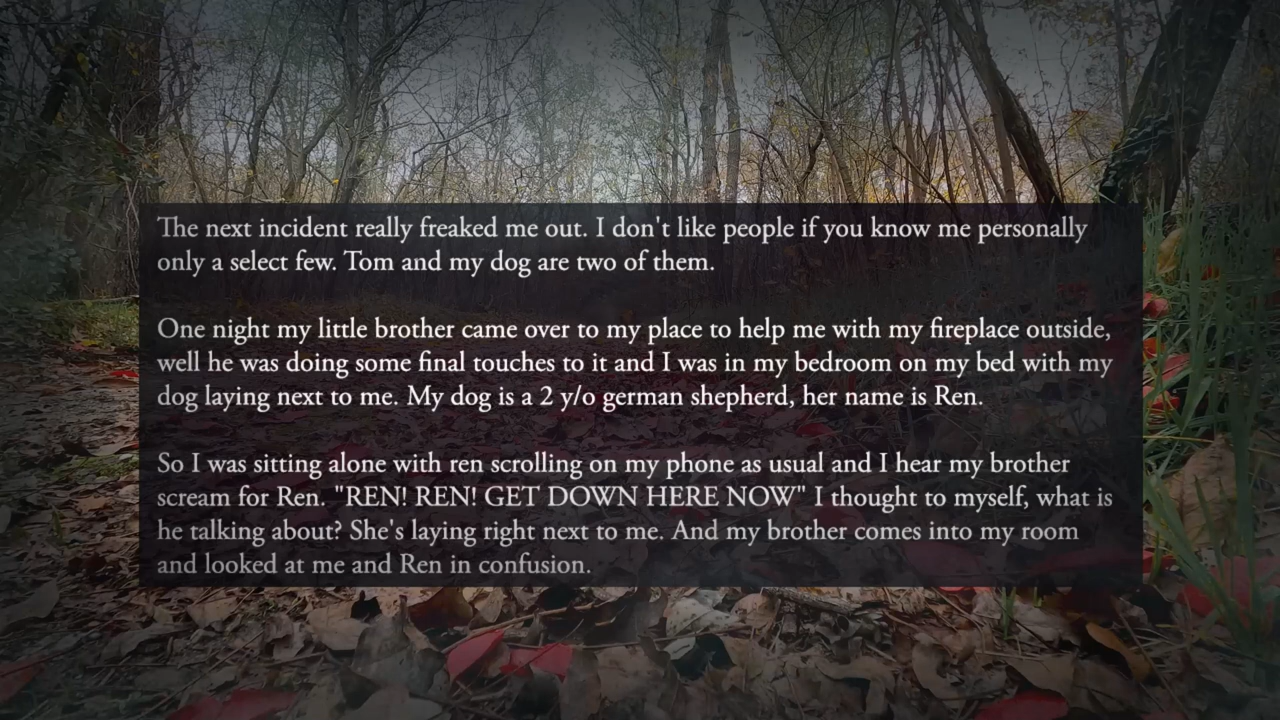 The next incident really freaked me out. I don't like people if you know me personally
only a select few. Tom and my dog are two of them.
One night my little brother came over to my place to help me with my fireplace outside,
well he was doing some final touches to it and I was in my bedroom on my bed with my
dog laying next to me. My dog is a 2 y/o german shepherd, her name is Ren.
So I was sitting alone with ren scrolling on my phone as usual and I hear my brother
scream for Ren. "REN! REN! GET DOWN HERE NOW" I thought to myself, what is
he talking about? She's laying right next to me. And my brother comes into my room
and looked at me and Ren in confusion.